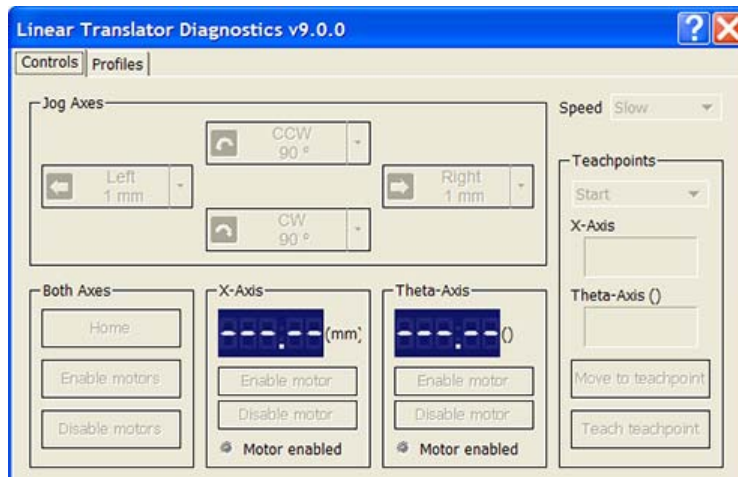 Linear Translator Diagnostics v9.0.0
Controls
Profiles
Jog Axes
CCW
90 º
Left
1 mm
Right
1 mm
CW
90 º
Speed
Slow
Teachpoints
Start
X-Axis
Theta-Axis ()
Move to teachpoint
Teach teachpoint
Both Axes
Home
Enable motors
Disable motors
X-Axis
---.-- (mm)
Enable motor
Disable motor
Motor enabled
Theta-Axis
---.-- ()
Enable motor
Disable motor
Motor enabled